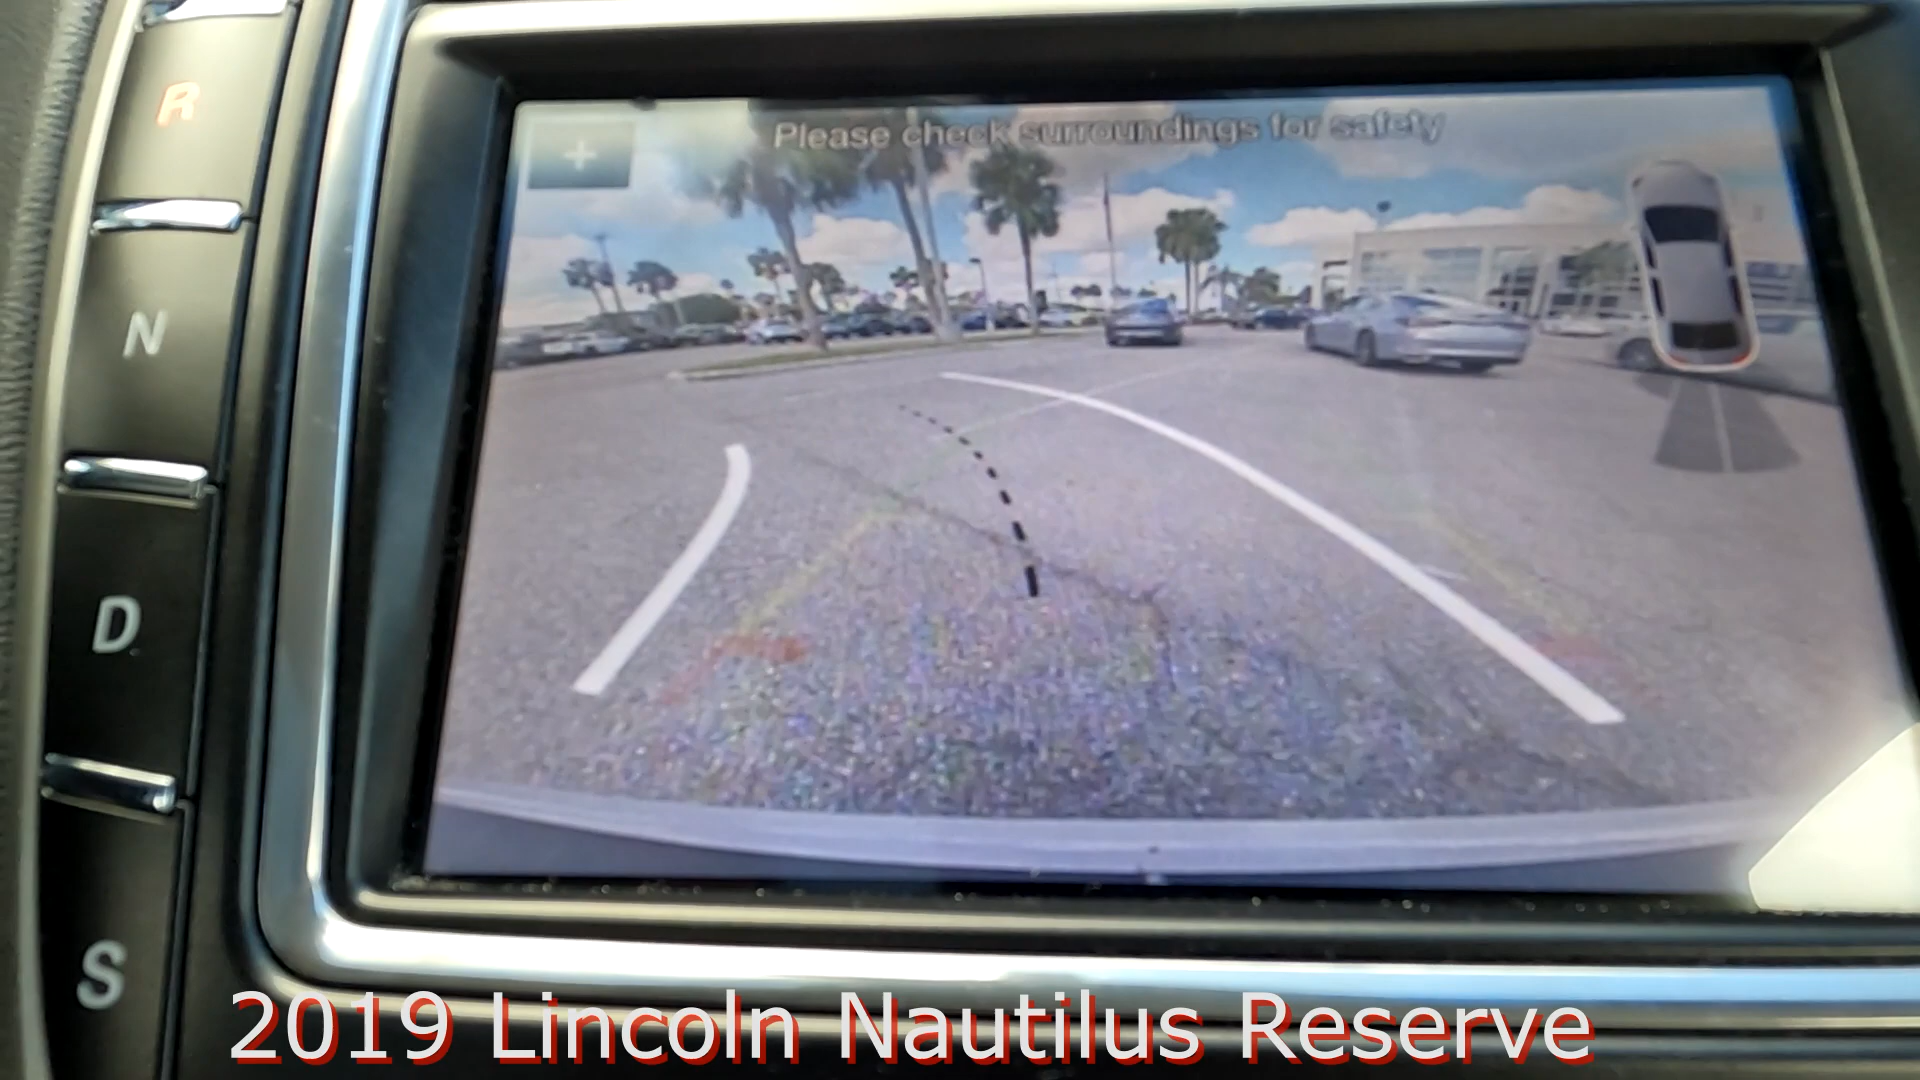 Please check surroundings for safety
+
R
N
D
S
2019 Lincoln Nautilus Reserve